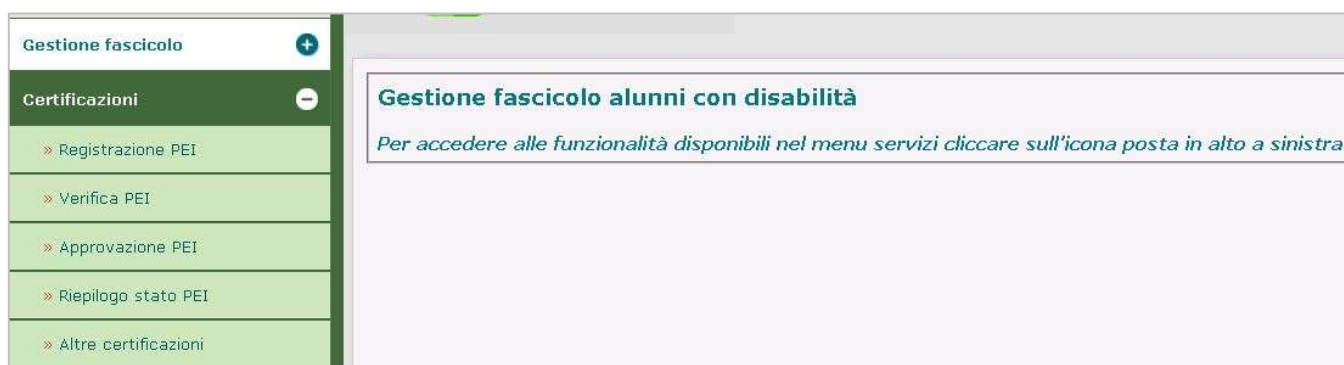 Gestione fascicolo
Certificazioni
» Registrazione PEI
» Verifica PEI
» Approvazione PEI
» Riepilogo stato PEI
» Altre certificazioni
Gestione fascicolo alunni con disabilità
Per accedere alle funzionalità disponibili nel menu servizi cliccare sull'icona posta in alto a sinistra